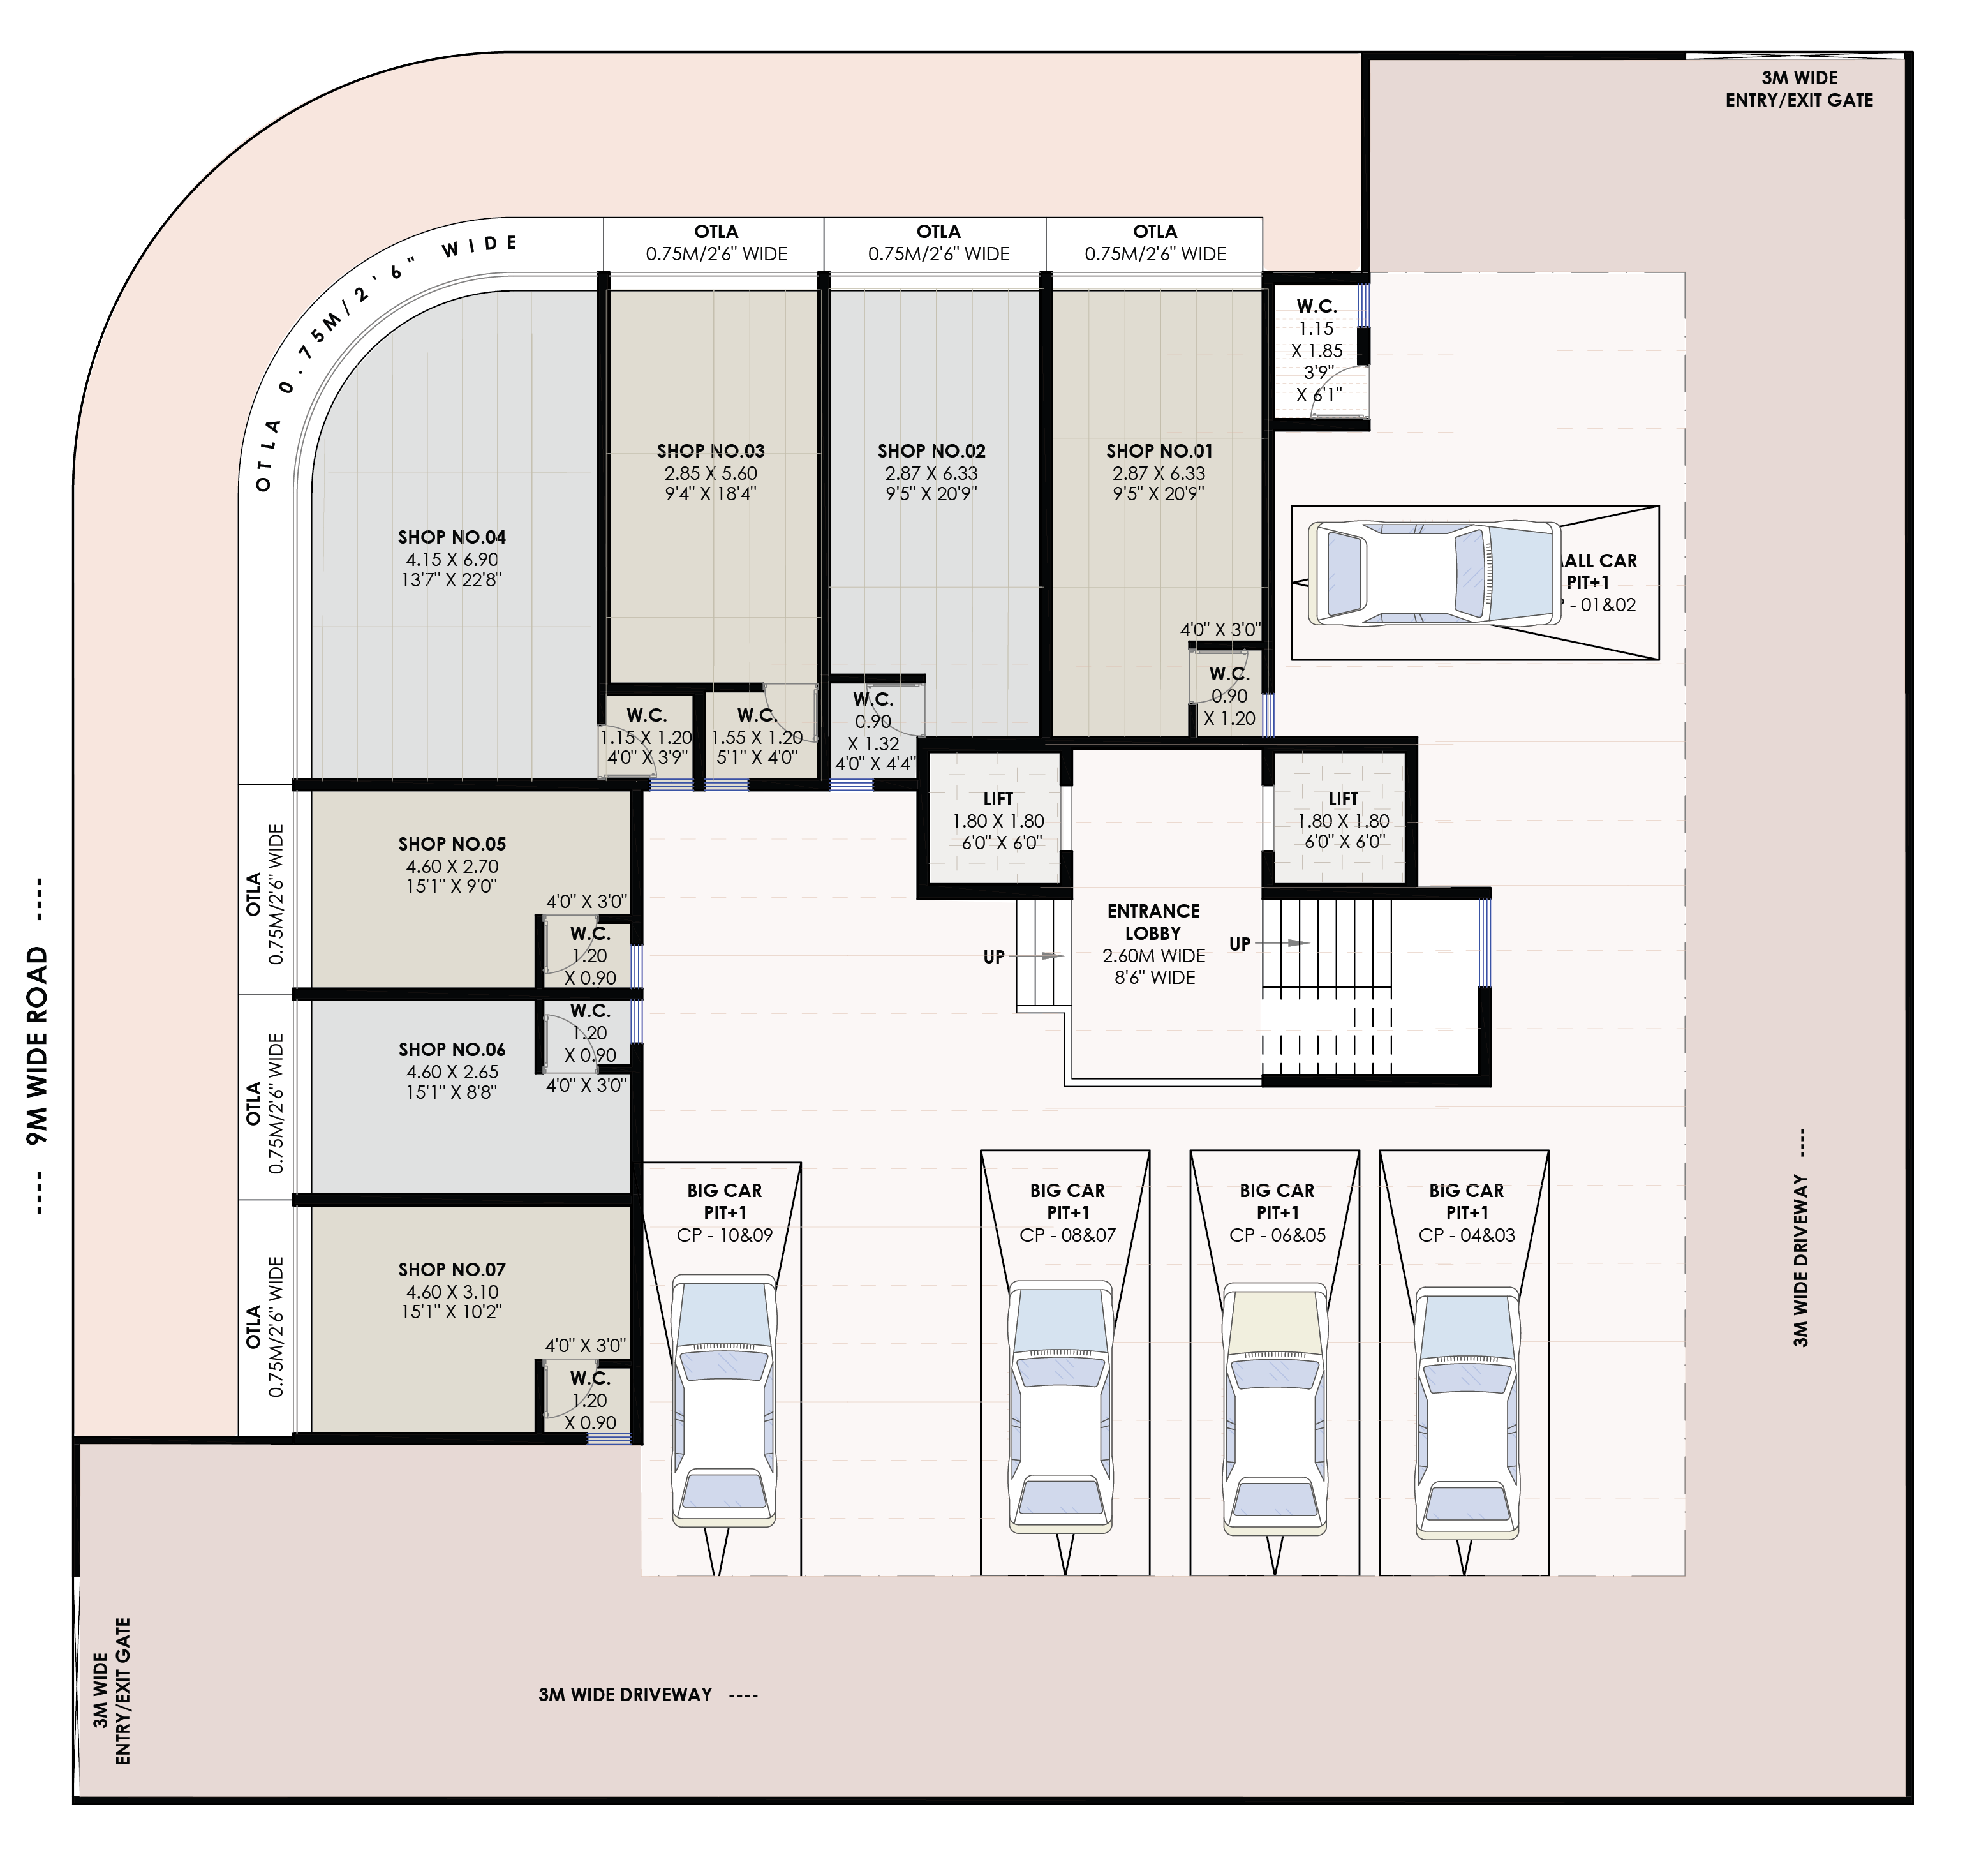 3M WIDE
ENTRY/EXIT GATE
OTLA 0.75M/2'6" WIDE
OTLA
0.75M/2'6" WIDE
OTLA
0.75M/2'6" WIDE
OTLA
0.75M/2'6" WIDE
W.C.
1.15
X 1.85
3'9"
X 6'1"
SHOP NO.04
4.15 X 6.90
13'7" X 22'8"
SHOP NO.03
2.85 X 5.60
9'4" X 18'4"
SHOP NO.02
2.87 X 6.33
9'5" X 20'9"
SHOP NO.01
2.87 X 6.33
9'5" X 20'9"
CAR
PIT+1
- 01&02
4'0" X 3'0"
W.C.
0.90
X 1.20
W.C.
1.15 X 1.20
4'0" X 3'9"
W.C.
1.55 X 1.20
5'1" X 4'0"
W.C.
0.90
X 1.32
4'0" X 4'4"
LIFT
1.80 X 1.80
6'0" X 6'0"
LIFT
1.80 X 1.80
6'0" X 6'0"
ENTRANCE
LOBBY
2.60M WIDE
8'6" WIDE
UP
UP
---- 9M WIDE ROAD ----
OTLA
0.75M/2'6" WIDE
SHOP NO.05
4.60 X 2.70
15'1" X 9'0"
4'0" X 3'0"
W.C.
1.20
X 0.90
OTLA
0.75M/2'6" WIDE
SHOP NO.06
4.60 X 2.65
15'1" X 8'8"
W.C.
1.20
X 0.90
4'0" X 3'0"
OTLA
0.75M/2'6" WIDE
SHOP NO.07
4.60 X 3.10
15'1" X 10'2"
4'0" X 3'0"
W.C.
1.20
X 0.90
BIG CAR
PIT+1
CP - 10&09
BIG CAR
PIT+1
CP - 08&07
BIG CAR
PIT+1
CP - 06&05
BIG CAR
PIT+1
CP - 04&03
3M WIDE DRIVEWAY ----
3M WIDE
ENTRY/EXIT GATE
3M WIDE DRIVEWAY ----